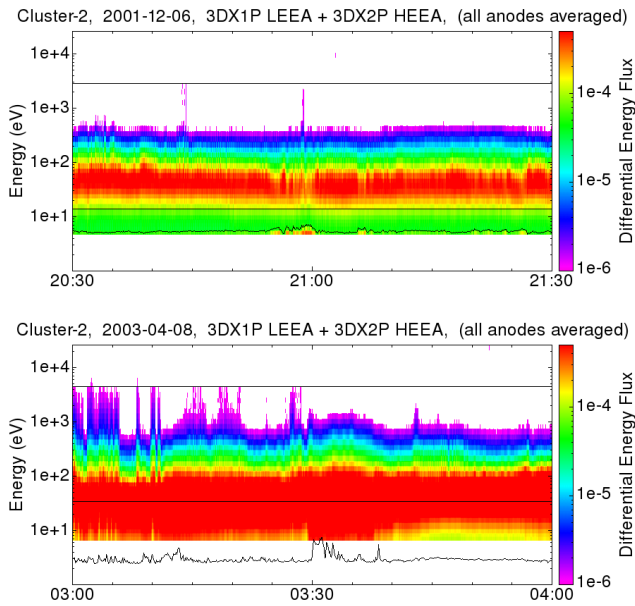 Cluster-2, 2001-12-06, 3DX1P LEEA + 3DX2P HEEA, (all anodes averaged)
1e+4
1e+3
1e+2
1e+1
Energy (eV)
20:30
21:00
21:30
1e-4
1e-5
1e-6
Differential Energy Flux
Cluster-2, 2003-04-08, 3DX1P LEEA + 3DX2P HEEA, (all anodes averaged)
1e+4
1e+3
1e+2
1e+1
Energy (eV)
03:00
03:30
04:00
1e-4
1e-5
1e-6
Differential Energy Flux